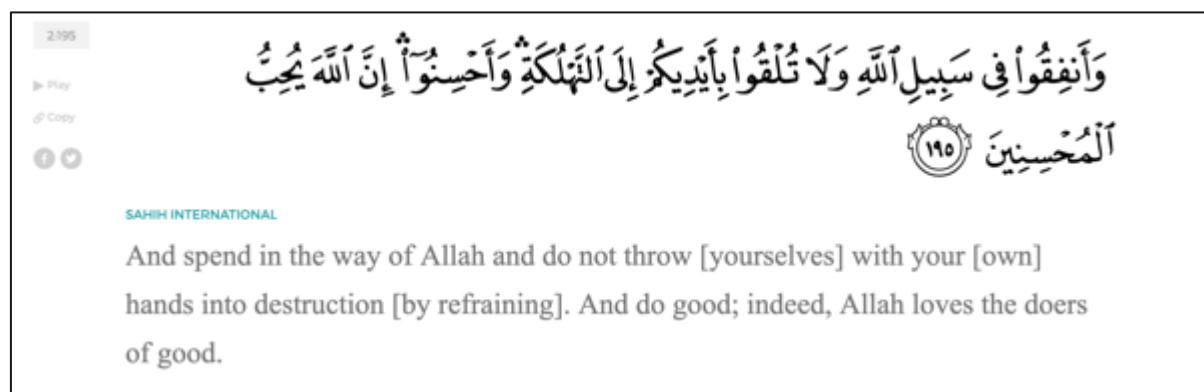 2:195
Play
Copy
وَأَنفِقُوا۟ فِى سَبِيلِ ٱللَّهِ وَلَا تُلْقُوا۟ بِأَيْدِيكُمْ إِلَى ٱلتَّهْلُكَةِ ۛ وَأَحْسِنُوٓا۟ ۛ إِنَّ ٱللَّهَ يُحِبُّ
ٱلْمُحْسِنِينَ ١٩٥
SAHIH INTERNATIONAL
And spend in the way of Allah and do not throw [yourselves] with your [own]
hands into destruction [by refraining]. And do good; indeed, Allah loves the doers
of good.